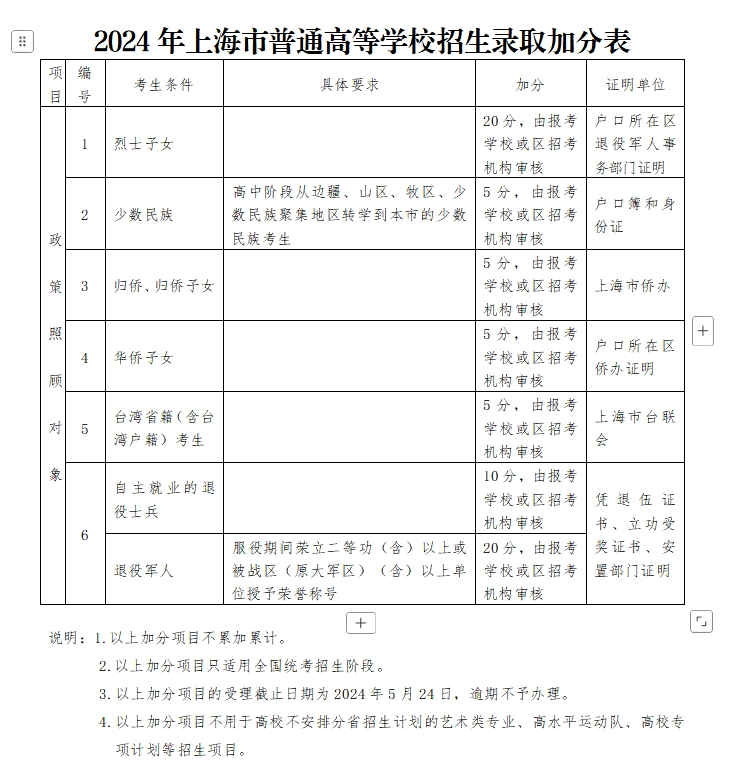 2024 年上海市普通高等学校招生录取加分表
项目 编号 考生条件 具体要求 加分 证明单位
政策照顾对象
1 烈士子女 20 分，由报考学校或区招考机构审核 户口所在区退役军人事务部门证明
2 少数民族 高中阶段从边疆、山区、牧区、少数民族聚集地区转学到本市的少数民族考生 5 分，由报考学校或区招考机构审核 户口簿和身份证
3 归侨、归侨子女 5 分，由报考学校或区招考机构审核 上海市侨办
4 华侨子女 5 分，由报考学校或区招考机构审核 户口所在区侨办证明
5 台湾省籍（含台湾户籍）考生 5 分，由报考学校或区招考机构审核 上海市台联会
6 自主就业的退役士兵 10 分，由报考学校或区招考机构审核 凭退伍证书、立功受奖证书、安置部门证明
退役军人 服役期间荣立二等功（含）以上或被战区（原大军区）（含）以上单位授予荣誉称号 20 分，由报考学校或区招考机构审核
说明：1.以上加分项目不累加累计。
2.以上加分项目只适用全国统考招生阶段。
3.以上加分项目的受理截止日期为 2024 年 5 月 24 日，逾期不予办理。
4.以上加分项目不用于高校不安排分省招生计划的艺术类专业、高水平运动队、高校专
项计划等招生项目。